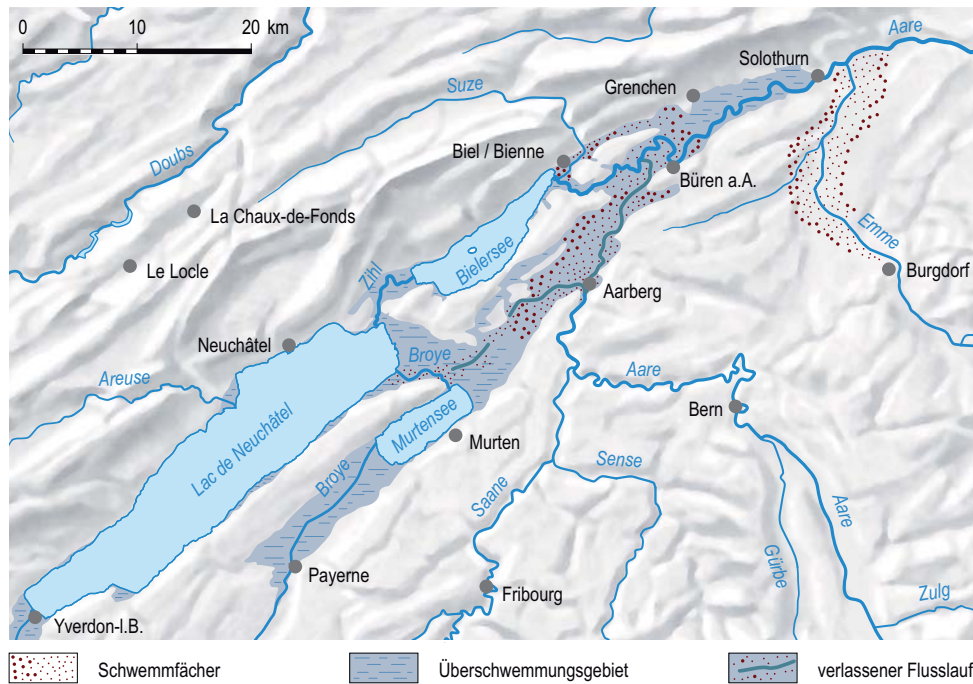 0 10 20 km
Aare
Solothurn
Grenchen
Suze
Biel / Bienne
Doubs
Büren a.A.
La Chaux-de-Fonds
Emme
Bielersee
Le Locle
Zihl
Burgdorf
Aarberg
Neuchâtel
Broye
Areuse
Aare
Lac de Neuchâtel
Murtensee
Bern
Murten
Broye
Sense
Saane
Aare
Gürbe
Payerne
Fribourg
Zulg
Yverdon-l.B.
Schwemmfächer
Überschwemmungsgebiet
verlassener Flusslauf